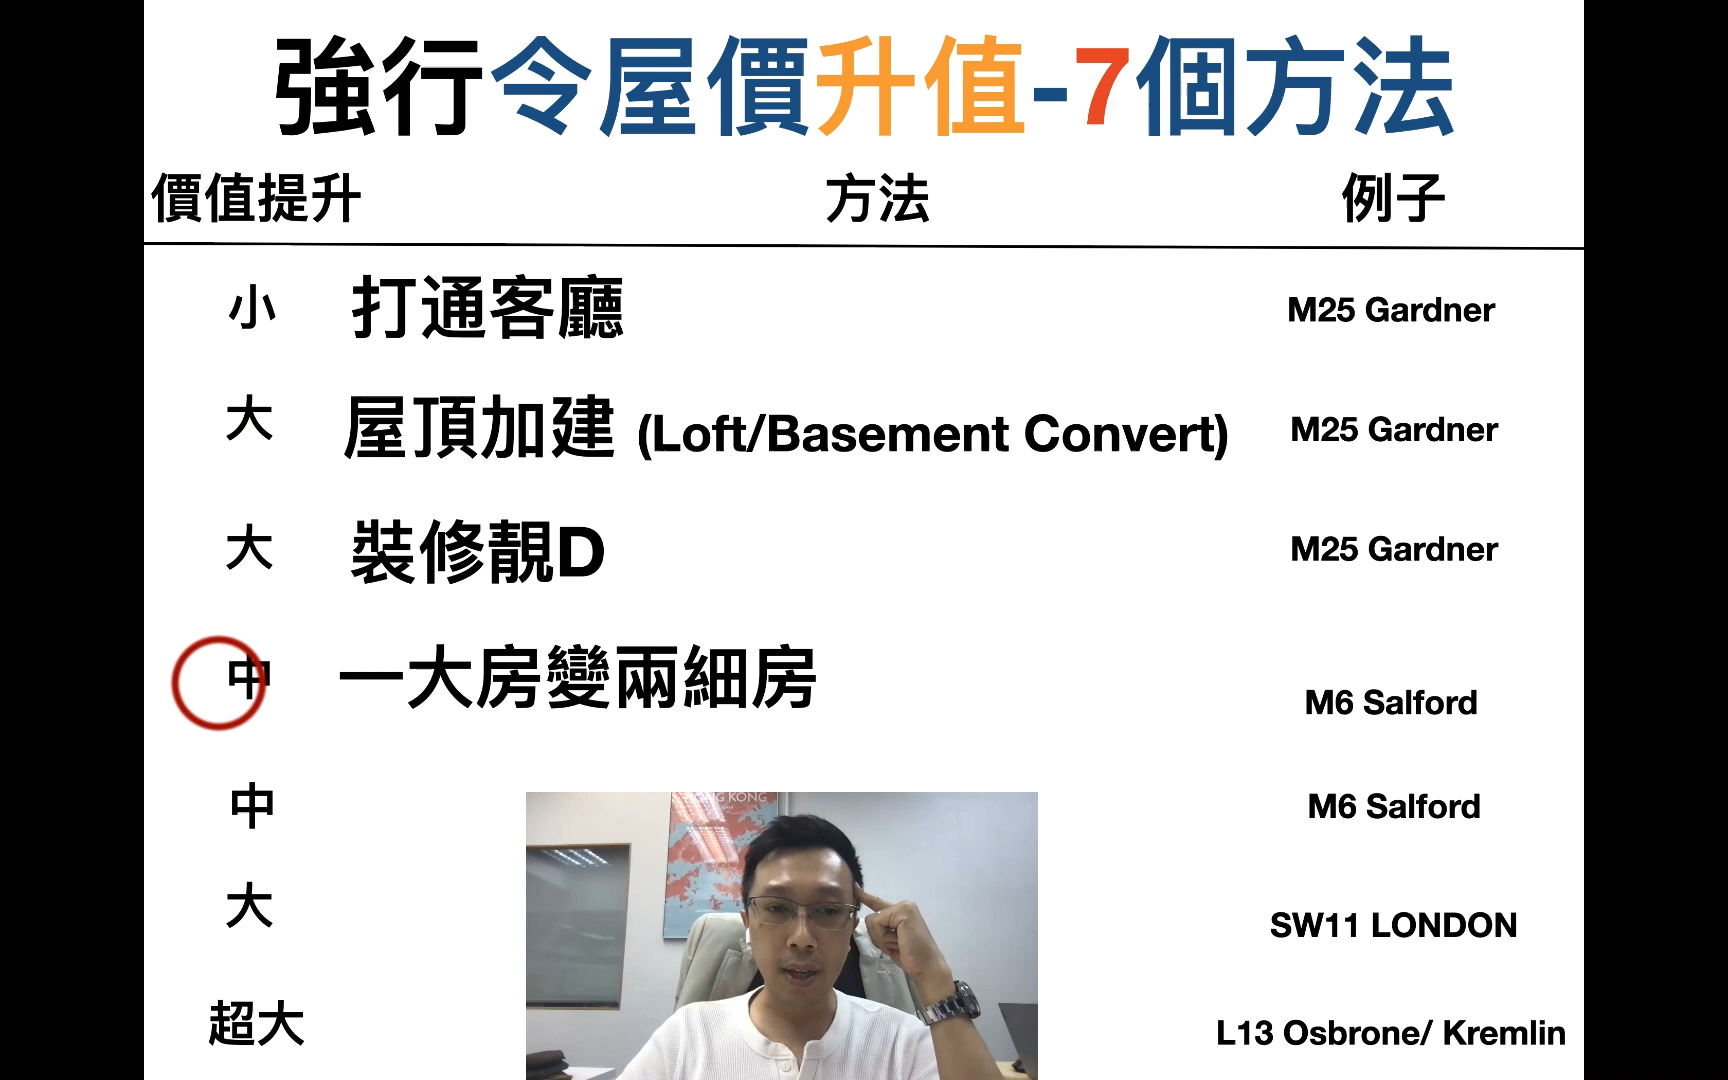 強行令屋價升值-7個方法
價值提升 方法 例子
小 打通客廳 M25 Gardner
大 屋頂加建 (Loft/Basement Convert) M25 Gardner
大 裝修靚D M25 Gardner
中 一大房變兩細房 M6 Salford
中 M6 Salford
大 SW11 LONDON
超大 L13 Osbrone/ Kremlin
KONG